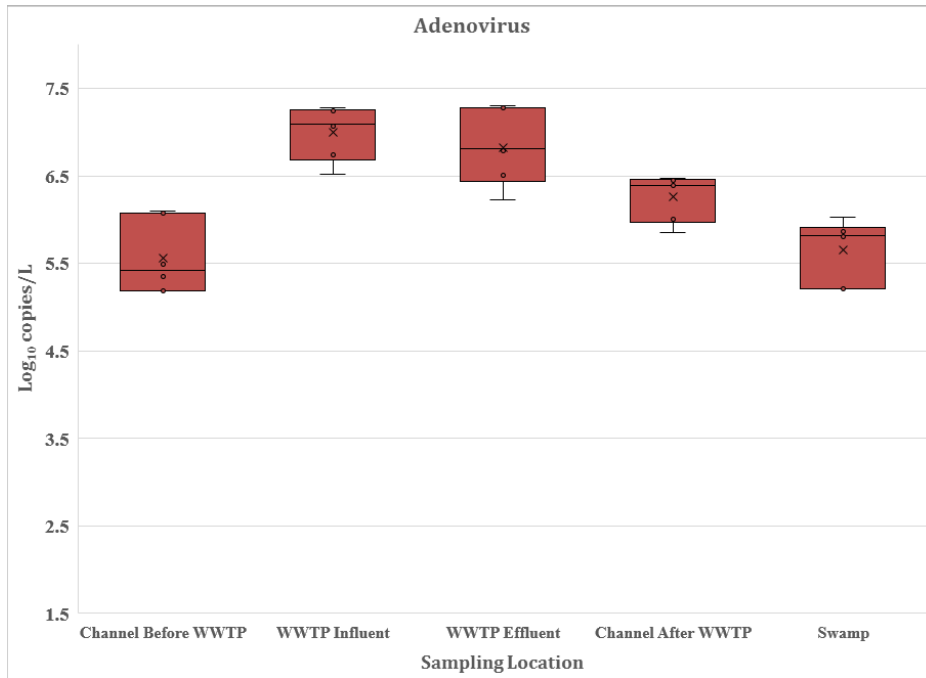 Adenovirus
7.5
6.5
5.5
4.5
3.5
2.5
1.5
Log₁₀ copies/L
Channel Before WWTP
WWTP Influent
WWTP Effluent
Channel After WWTP
Swamp
Sampling Location